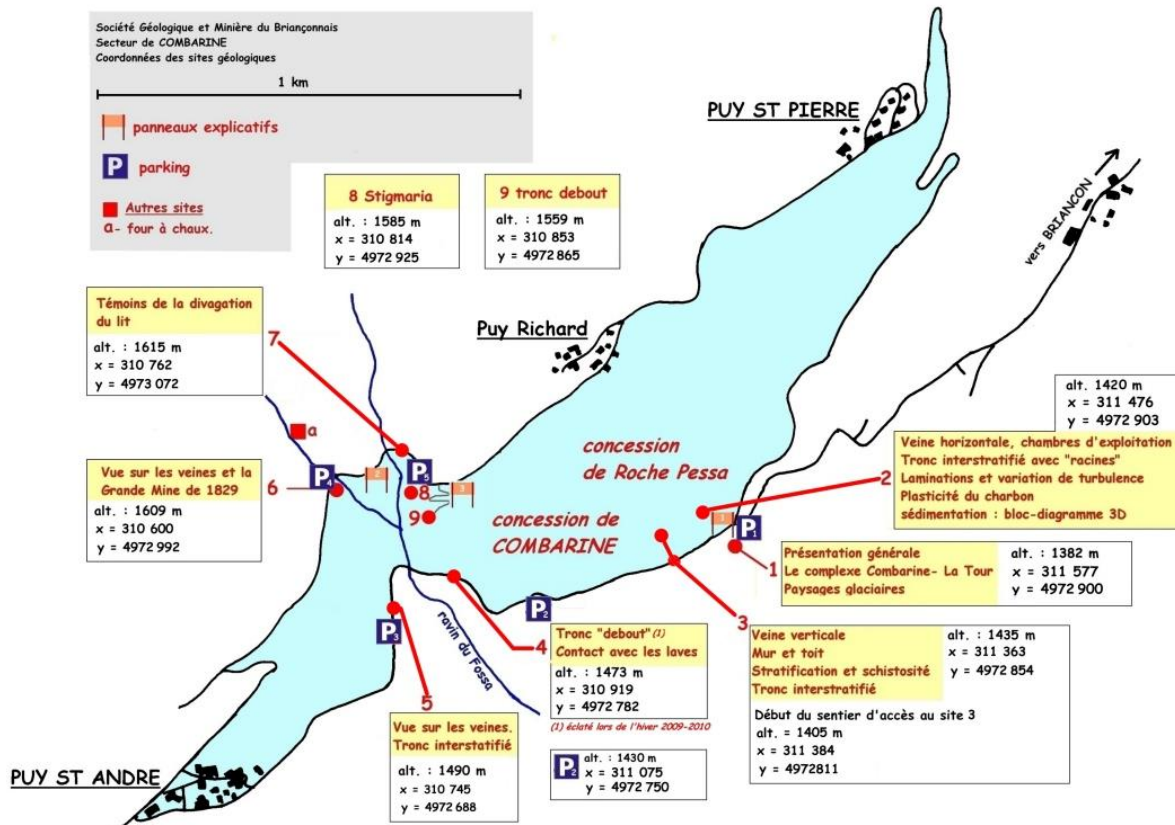 Société Géologique et Minière du Briançonnais
Secteur de COMBARINE
Coordonnées des sites géologiques
1 km
panneaux explicatifs
P parking
Autres sites
a- four à chaux.
8 Stigmaria
alt. : 1585 m
x = 310 814
y = 4972 925
9 tronc debout
alt. : 1559 m
x = 310 853
y = 4972 865
PUY ST PIERRE
vers BRIANCON
Témoins de la divagation
du lit
alt. : 1615 m
x = 310 762
y = 4973 072
7
Puy Richard
a
Vue sur les veines et la
Grande Mine de 1829
alt. : 1609 m
x = 310 600
y = 4972 992
6
P4
2
P5
8
3
9
concession
de Roche Pessa
concession de
COMBARINE
alt. 1420 m
x = 311 476
y = 4972 903
Veine horizontale, chambres d'exploitation
Tronc interstratifié avec "racines"
Laminations et variation de turbulence
Plasticité du charbon
sédimentation : bloc-diagramme 3D
2
1
P1
1
Présentation générale
Le complexe Combarine- La Tour
Paysages glaciaires
alt. : 1382 m
x = 311 577
y = 4972 900
3
Veine verticale
Mur et toit
Stratification et schistosité
Tronc interstratifié
alt. : 1435 m
x = 311 363
y = 4972 854
Début du sentier d'accès au site 3
alt. = 1405 m
x = 311 384
y = 4972811
P2
4
Tronc "debout" (1)
Contact avec les laves
alt. : 1473 m
x = 310 919
y = 4972 782
(1) éclaté lors de l'hiver 2009-2010
P2
alt. : 1430 m
x = 311 075
y = 4972 750
ravin du Fossa
P3
5
Vue sur les veines.
Tronc interstatifié
alt. : 1490 m
x = 310 745
y = 4972 688
PUY ST ANDRE